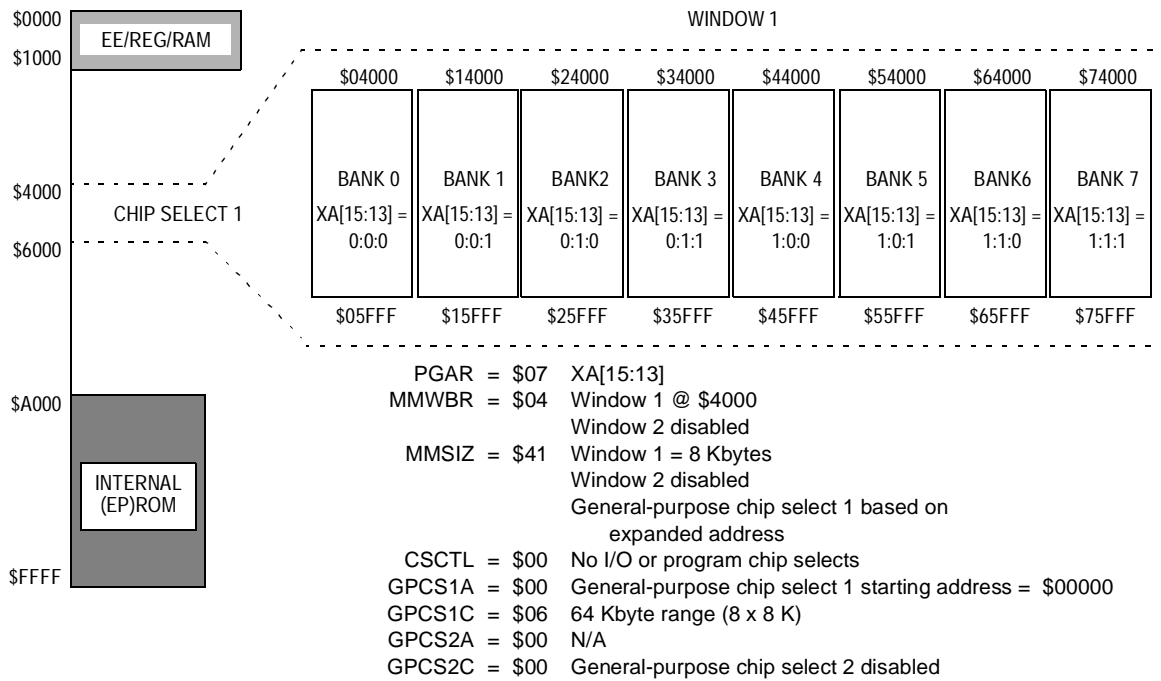 $0000
EE/REG/RAM
$1000
$4000
CHIP SELECT 1
$6000
$A000
INTERNAL
(EP)ROM
$FFFF
WINDOW 1
$04000 $14000 $24000 $34000 $44000 $54000 $64000 $74000
BANK 0 BANK 1 BANK2 BANK 3 BANK 4 BANK 5 BANK6 BANK 7
XA[15:13] = XA[15:13] = XA[15:13] = XA[15:13] = XA[15:13] = XA[15:13] = XA[15:13] = XA[15:13] =
0:0:0 0:0:1 0:1:0 0:1:1 1:0:0 1:0:1 1:1:0 1:1:1
$05FFF $15FFF $25FFF $35FFF $45FFF $55FFF $65FFF $75FFF
PGAR = $07 XA[15:13]
MMWBR = $04 Window 1 @ $4000
Window 2 disabled
MMSIZ = $41 Window 1 = 8 Kbytes
Window 2 disabled
General-purpose chip select 1 based on
expanded address
CSCTL = $00 No I/O or program chip selects
GPCS1A = $00 General-purpose chip select 1 starting address = $00000
GPCS1C = $06 64 Kbyte range (8 x 8 K)
GPCS2A = $00 N/A
GPCS2C = $00 General-purpose chip select 2 disabled